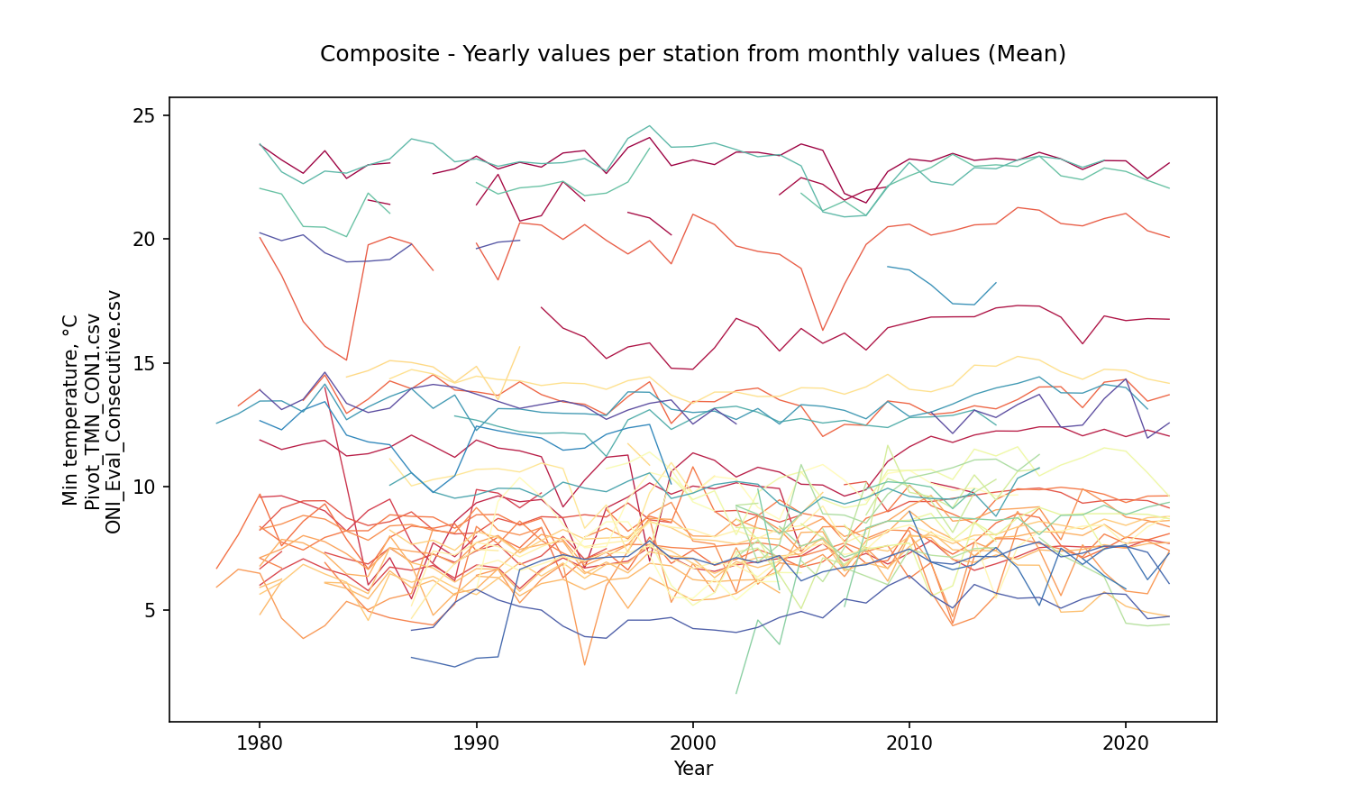 Composite - Yearly values per station from monthly values (Mean)
25
20
15
10
5
Min temperature, °C
Pivot_TMN_CON1.csv
ONI_Eval_Consecutive.csv
1980 1990 2000 2010 2020
Year